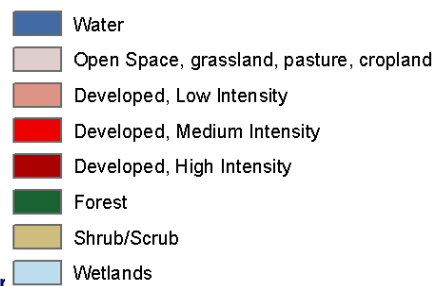 Water
Open Space, grassland, pasture, cropland
Developed, Low Intensity
Developed, Medium Intensity
Developed, High Intensity
Forest
Shrub/Scrub
Wetlands